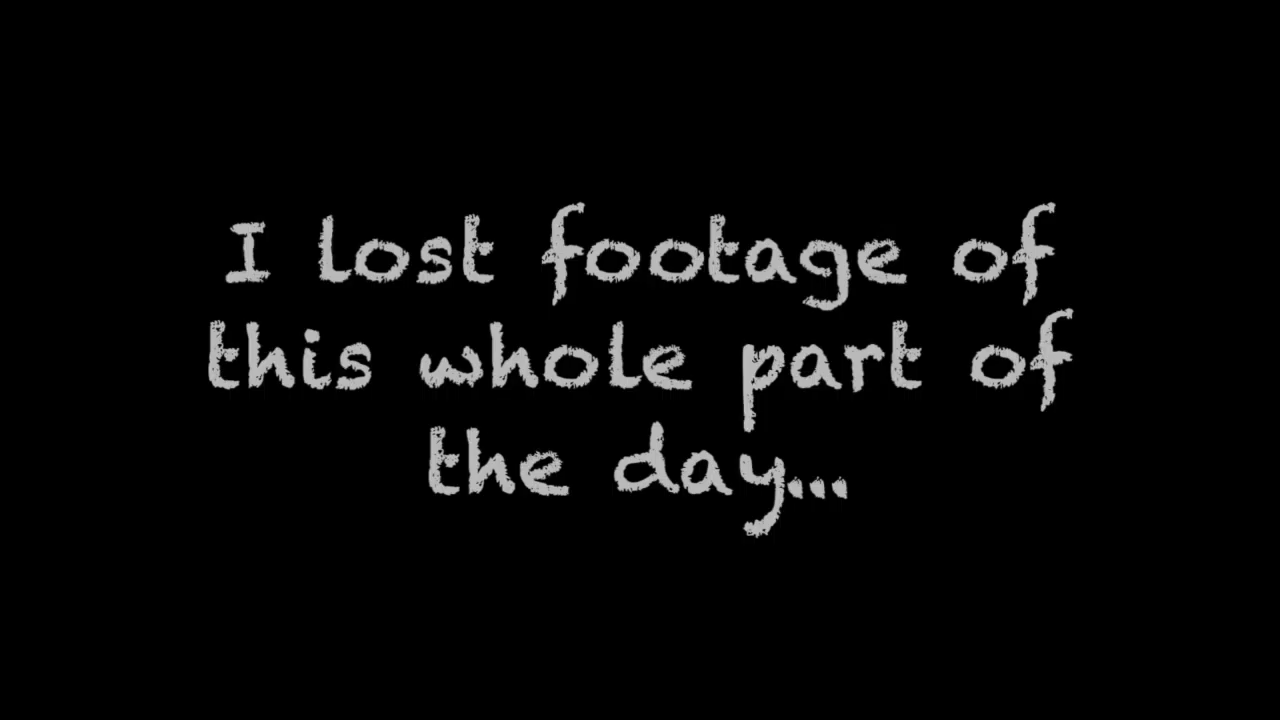 I lost footage of
this whole part of
the day...